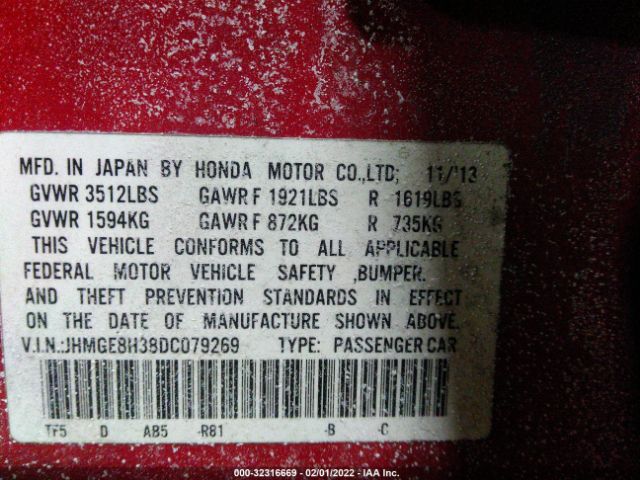 MFD. IN JAPAN BY HONDA MOTOR CO.,LTD; 11/'13
GVWR 3512LBS GAWR F 1921LBS R 1619LBS
GVWR 1594KG GAWR F 872KG R 735KG
THIS VEHICLE CONFORMS TO ALL APPLICABLE
FEDERAL MOTOR VEHICLE SAFETY ,BUMPER.
AND THEFT PREVENTION STANDARDS IN EFFECT
ON THE DATE OF MANUFACTURE SHOWN ABOVE.
V.I.N.:JHMGE8H38DC079269 TYPE: PASSENGER CAR
TF5 D AB5 -R81 -B -C
000-32316669 - 02/01/2022 - IAA Inc.